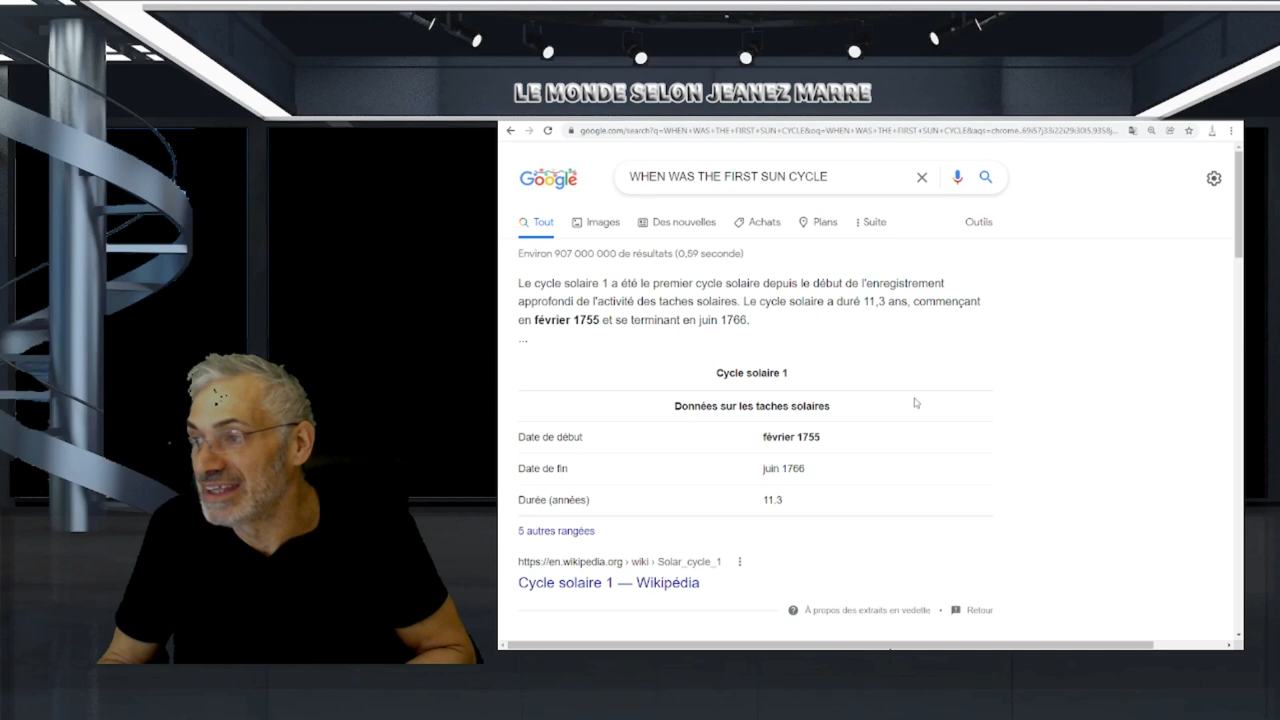 LE MONDE SELON JEANEZ MARRE
google.com/search?q=WHEN+WAS+THE+FIRST+SUN+CYCLE&oq=WHEN+WAS+THE+FIRST+SUN+CYCLE&aqs=chrome..69i57j33i22i29i30l5.9358j...
Google
WHEN WAS THE FIRST SUN CYCLE
Tout Images Des nouvelles Achats Plans Suite Outils
Environ 907 000 000 de résultats (0,59 seconde)
Le cycle solaire 1 a été le premier cycle solaire depuis le début de l'enregistrement
approfondi de l'activité des taches solaires. Le cycle solaire a duré 11,3 ans, commençant
en février 1755 et se terminant en juin 1766.
...
Cycle solaire 1
Données sur les taches solaires
Date de début février 1755
Date de fin juin 1766
Durée (années) 11.3
5 autres rangées
https://en.wikipedia.org › wiki › Solar_cycle_1
Cycle solaire 1 — Wikipédia
À propos des extraits en vedette • Retour